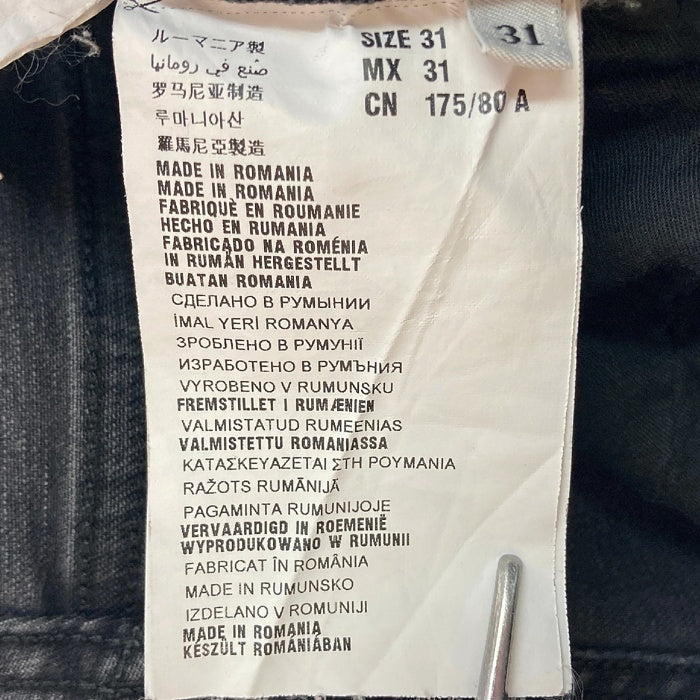 ルーマニア製
صنع في رومانيا
罗马尼亚制造
루마니아산
羅馬尼亞製造
SIZE 31
MX 31
CN 175/80 A
31
MADE IN ROMANIA
MADE IN ROMANIA
FABRIQUÈ EN ROUMANIE
HECHO EN RUMANIA
FABRICADO NA ROMÉNIA
IN RUMÄN HERGESTELLT
BUATAN ROMANIA
СДЕЛАНО В РУМЫНИИ
İMAL YERİ ROMANYA
ЗРОБЛЕНО В РУМУНІЇ
ИЗРАБОТЕНО В РУМЪНИЯ
VYROBENO V RUMUNSKU
FREMSTILLET I RUMÆNIEN
VALMISTATUD RUMEENIAS
VALMISTETTU ROMANIASSA
ΚΑΤΑΣΚΕΥΑΖΕΤΑΙ ΣΤΗ ΡΟΥΜΑΝΙΑ
RAŽOTS RUMĀNIJĀ
PAGAMINTA RUMUNIJOJE
VERVAARDIGD IN ROEMENIË
WYPRODUKOWANO W RUMUNII
FABRICAT ÎN ROMÂNIA
MADE IN RUMUNSKO
IZDELANO V ROMUNIJI
MADE IN ROMANIA
KÉSZÜLT ROMÁNIÁBAN